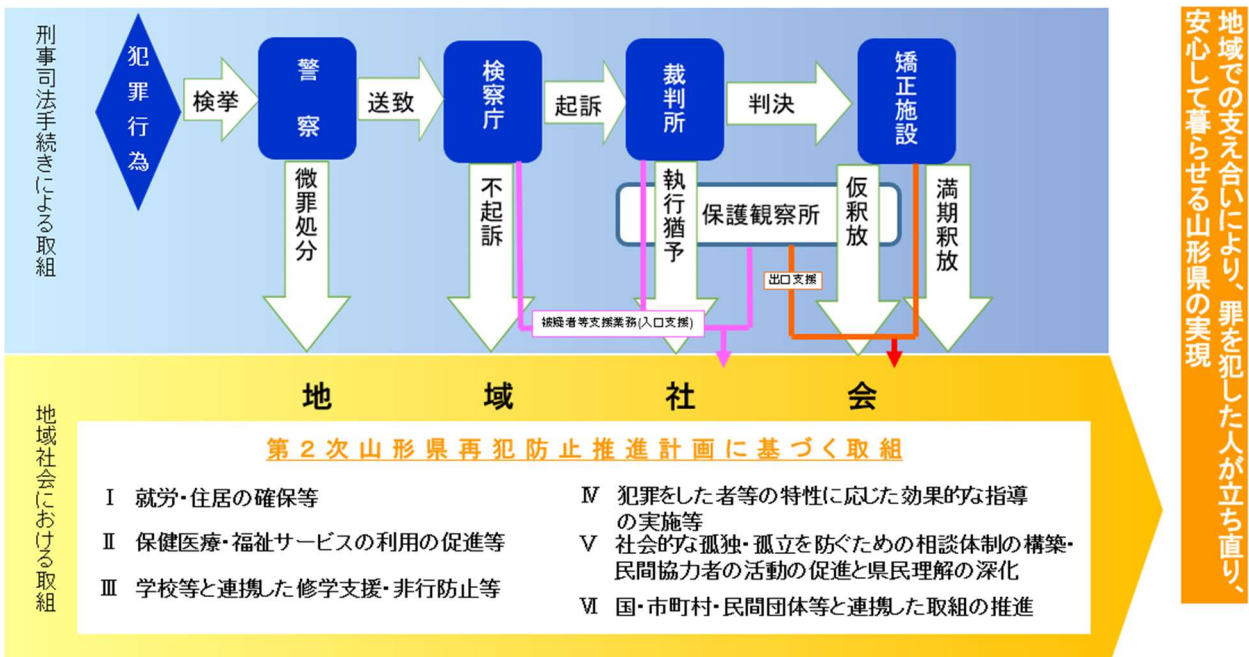 刑事司法手続きによる取組
犯罪行為
検挙
警察
送致
検察庁
起訴
裁判所
判決
矯正施設
微罪処分
不起訴
執行猶予
保護観察所
仮釈放
満期釈放
出口支援
被疑者等支援業務(入口支援)
地域社会における取組
地域社会
第2次山形県再犯防止推進計画に基づく取組
Ⅰ 就労・住居の確保等
Ⅱ 保健医療・福祉サービスの利用の促進等
Ⅲ 学校等と連携した修学支援・非行防止等
Ⅳ 犯罪をした者等の特性に応じた効果的な指導
の実施等
Ⅴ 社会的な孤独・孤立を防ぐための相談体制の構築・
民間協力者の活動の促進と県民理解の深化
Ⅵ 国・市町村・民間団体等と連携した取組の推進
地域での支え合いにより、罪を犯した人が立ち直り、
安心して暮らせる山形県の実現